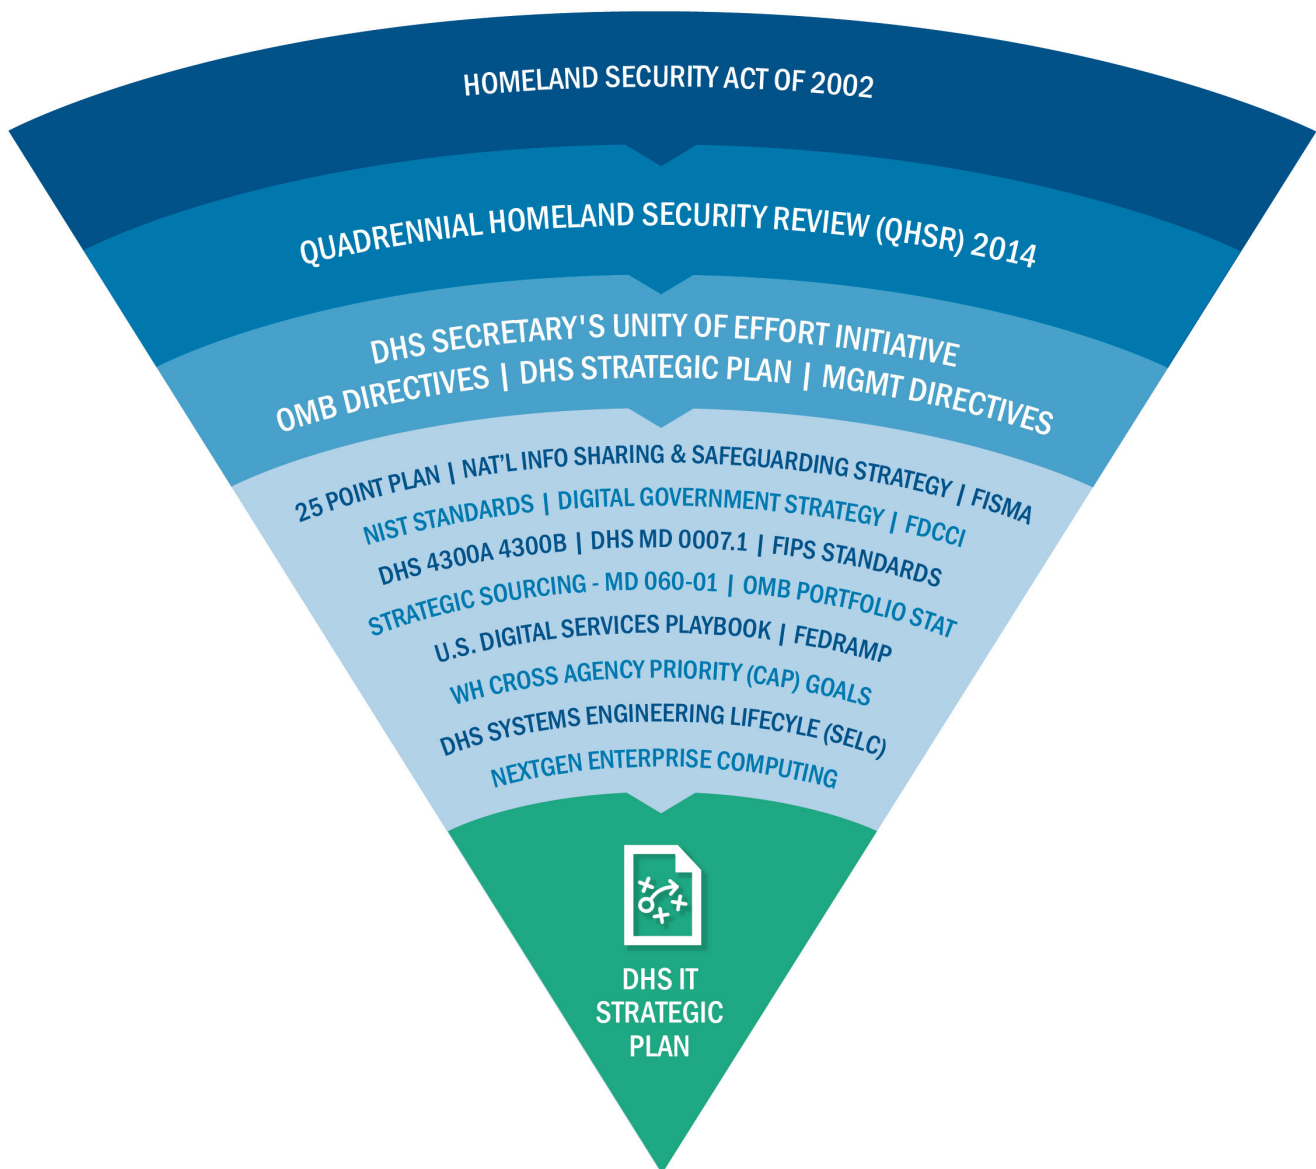 HOMELAND SECURITY ACT OF 2002
QUADRENNIAL HOMELAND SECURITY REVIEW (QHSR) 2014
DHS SECRETARY'S UNITY OF EFFORT INITIATIVE
OMB DIRECTIVES | DHS STRATEGIC PLAN | MGMT DIRECTIVES
25 POINT PLAN | NAT’L INFO SHARING & SAFEGUARDING STRATEGY | FISMA
NIST STANDARDS | DIGITAL GOVERNMENT STRATEGY | FDCCI
DHS 4300A 4300B | DHS MD 0007.1 | FIPS STANDARDS
STRATEGIC SOURCING - MD 060-01 | OMB PORTFOLIO STAT
U.S. DIGITAL SERVICES PLAYBOOK | FEDRAMP
WH CROSS AGENCY PRIORITY (CAP) GOALS
DHS SYSTEMS ENGINEERING LIFECYLE (SELC)
NEXTGEN ENTERPRISE COMPUTING
DHS IT
STRATEGIC
PLAN